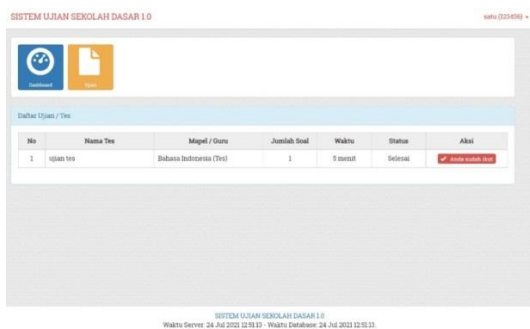 SISTEM UJIAN SEKOLAH DASAR 1.0
satu (123456)
Dashboard
Ujian
Daftar Ujian / Tes
No Nama Tes Mapel / Guru Jumlah Soal Waktu Status Aksi
1 ujian tes Bahasa Indonesia (Tes) 1 5 menit Selesai Anda sudah ikut
SISTEM UJIAN SEKOLAH DASAR 1.0
Waktu Server: 24 Jul 2021 12:51:13 - Waktu Database: 24 Jul 2021 12:51:13.